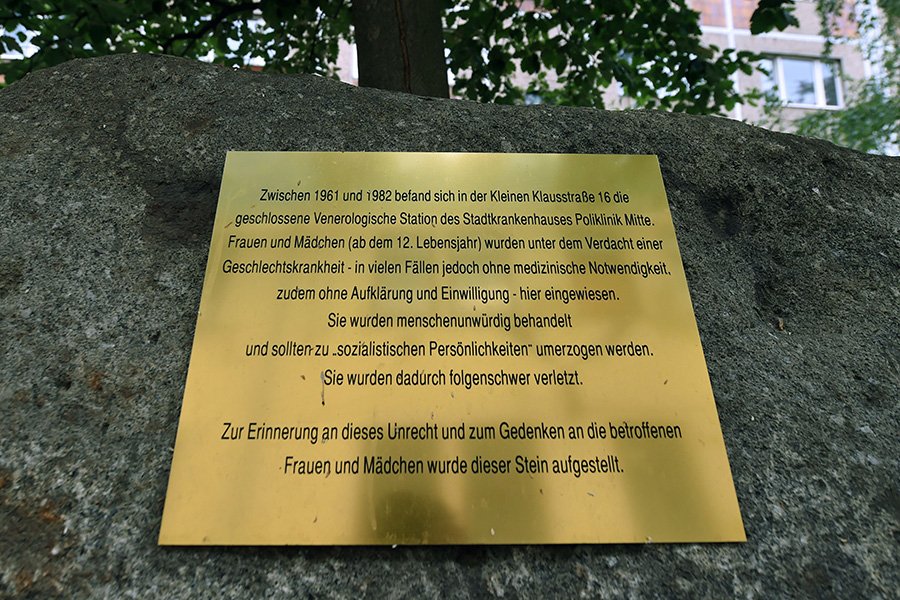 Zwischen 1961 und 1982 befand sich in der Kleinen Klausstraße 16 die
geschlossene Venerologische Station des Stadtkrankenhauses Poliklinik Mitte.
Frauen und Mädchen (ab dem 12. Lebensjahr) wurden unter dem Verdacht einer
Geschlechtskrankheit - in vielen Fällen jedoch ohne medizinische Notwendigkeit,
zudem ohne Aufklärung und Einwilligung - hier eingewiesen.
Sie wurden menschenunwürdig behandelt
und sollten zu „sozialistischen Persönlichkeiten“ umerzogen werden.
Sie wurden dadurch folgenschwer verletzt.
Zur Erinnerung an dieses Unrecht und zum Gedenken an die betroffenen
Frauen und Mädchen wurde dieser Stein aufgestellt.